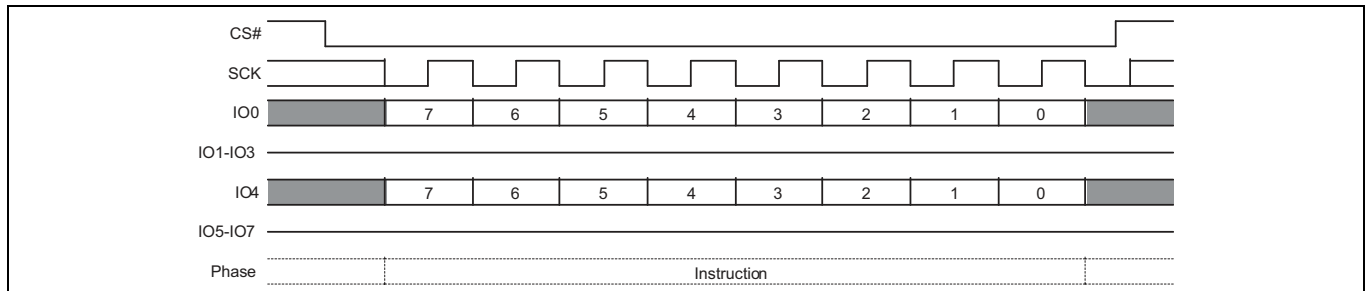 CS#
SCK
IO0 7 6 5 4 3 2 1 0
IO1-IO3
IO4 7 6 5 4 3 2 1 0
IO5-IO7
Phase Instruction